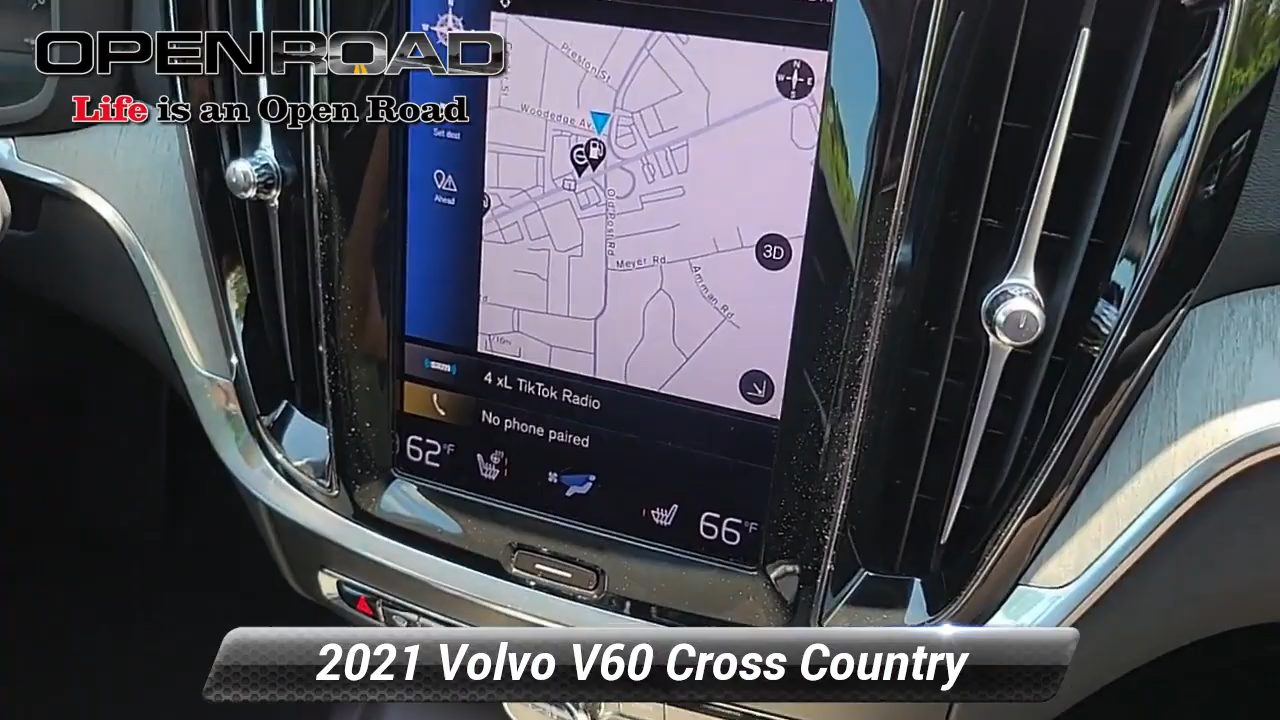 OPENROAD
Life is an Open Road
N
Preston St
N
W E
S
Woodedge Av
Set dest
Ahead
Old Post Rd
3D
Meyer Rd
Amman Rd
(sxm)
4 xL TikTok Radio
No phone paired
62°F
66°F
2021 Volvo V60 Cross Country